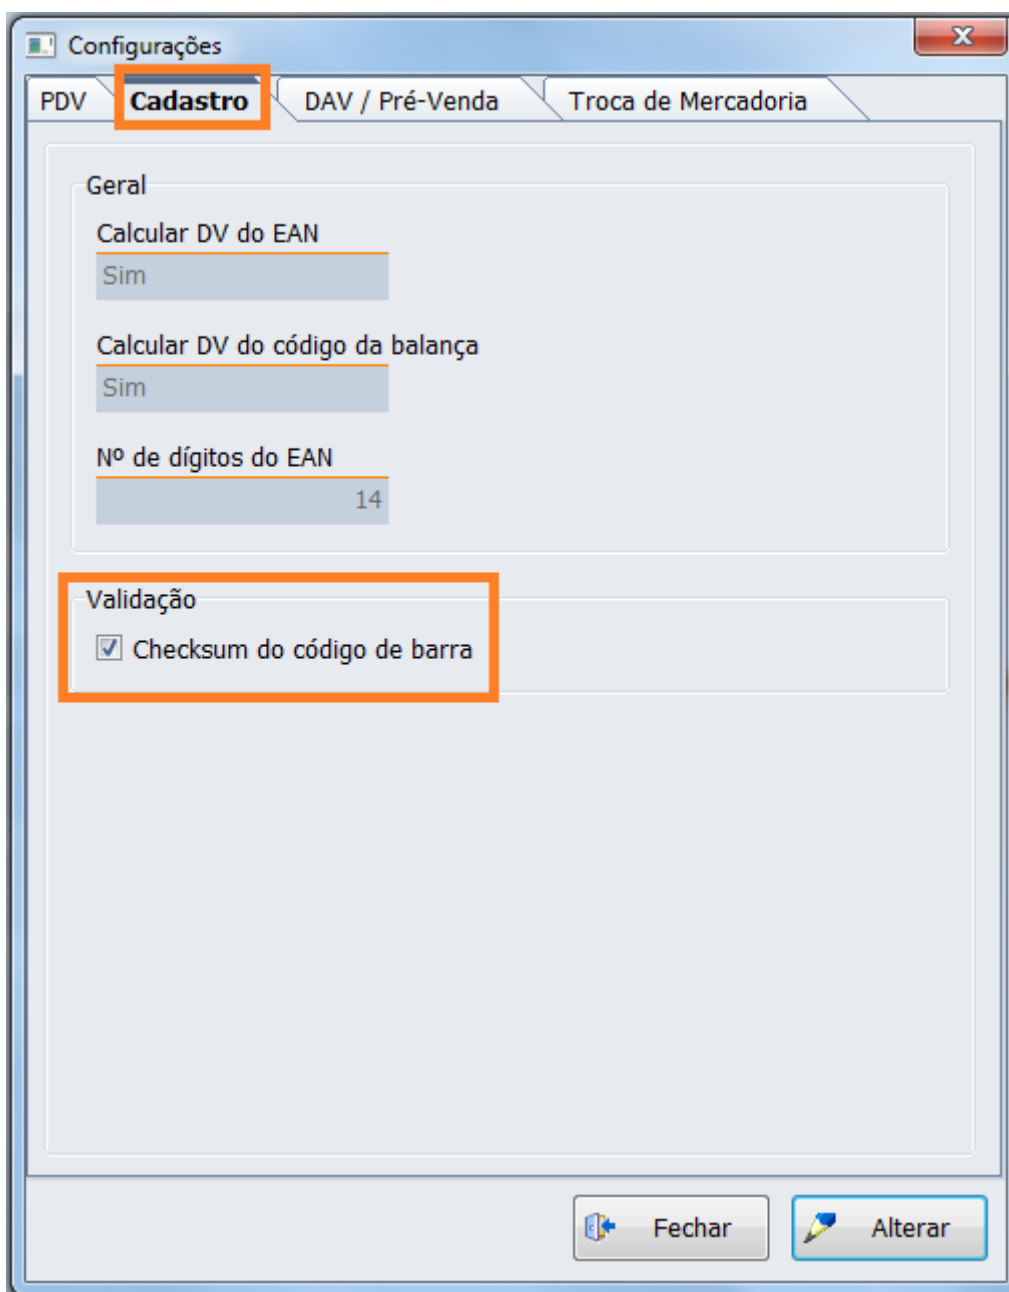 Configurações
PDV Cadastro DAV / Pré-Venda Troca de Mercadoria
Geral
Calcular DV do EAN
Sim
Calcular DV do código da balança
Sim
Nº de dígitos do EAN
14
Validação
Checksum do código de barra
Fechar Alterar